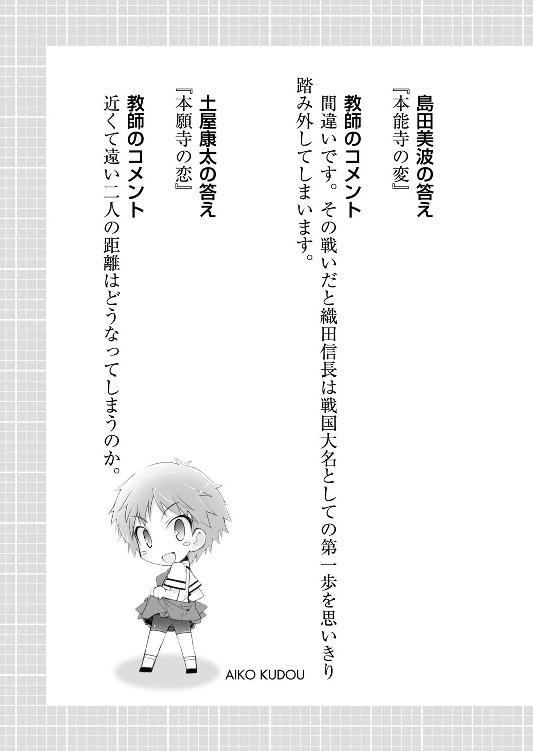 島田美波の答え
『本能寺の変』
教師のコメント
間違いです。その戦いだと織田信長は戦国大名としての第一歩を思いきり
踏み外してしまいます。
土屋康太の答え
『本願寺の恋』
教師のコメント
近くて遠い二人の距離はどうなってしまうのか。
AIKO KUDOU